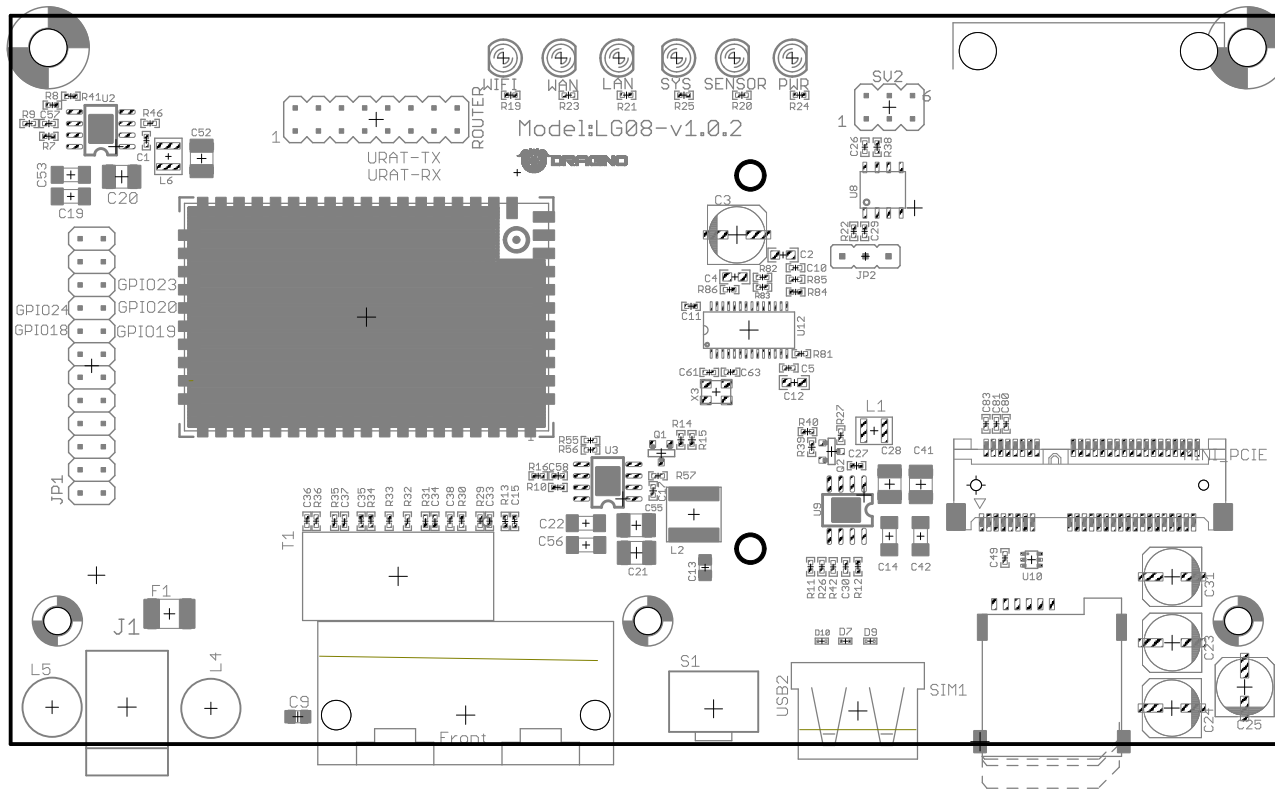 WIFI WAN LAN SYS SENSOR PWR
R19 R23 R21 R25 R20 R24
SV2
6
1
R8 R41 U2
R9 C57 R46
R7 C1
C52
L6
C53
C20
C19
ROUTER
1
Model:LG08-v1.0.2
URAT-TX
URAT-RX
DRAGINO
C26 R38
U8
R22 C29
JP2
C3
C2
C4 R82 C10
R86 R83 R85
R84
C11
U12
R81
C61 C63 C5
X3 C12
GPIO23
GPIO24 GPIO20
GPIO18 GPIO19
JP1
1
R14
Q1 R15
R55
R56 U3
R16 C58
R10
R57
C17
C55
C22
C56
C21
L2
C13
R40 R27 L1
R39 Q2 C27
C28 C41
U9
C14 C42
R11 R26 R42 C30 R12
C83 C81 C80
MINI_PCIE
C49
U10
C36 R36 R35 C37 C35 R34 R33 R32 R31 C34 C38 R30 R29 C33 R13 C15
T1
F1
J1
L5 L4
C9
Front
S1
D10 D7 D9
USB2
SIM1
C31
C23
C24
C25